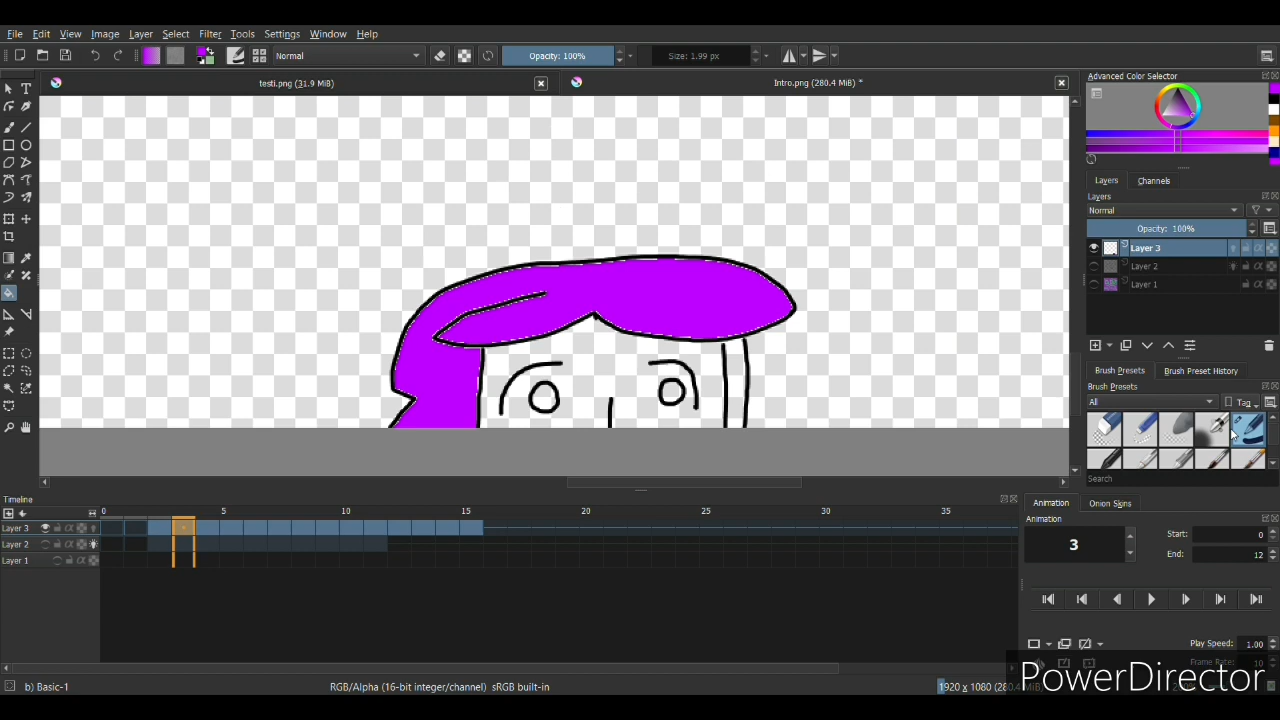 File Edit View Image Layer Select Filter Tools Settings Window Help
Normal Opacity: 100% Size: 1.99 px
testi.png (31.9 MiB) Intro.png (280.4 MiB) *
Advanced Color Selector
Layers Channels
Layers
Normal
Opacity: 100%
Layer 3
Layer 2
Layer 1
Brush Presets Brush Preset History
Brush Presets
All Tag
Search
Timeline
0 5 10 15 20 25 30 35
Layer 3
Layer 2
Layer 1
Animation Onion Skins
Animation
3
Start: 0
End: 12
Play Speed: 1.00
Frame Rate: 10
b) Basic-1 RGB/Alpha (16-bit integer/channel) sRGB built-in 1920 x 1080 (280.4 MiB)
PowerDirector